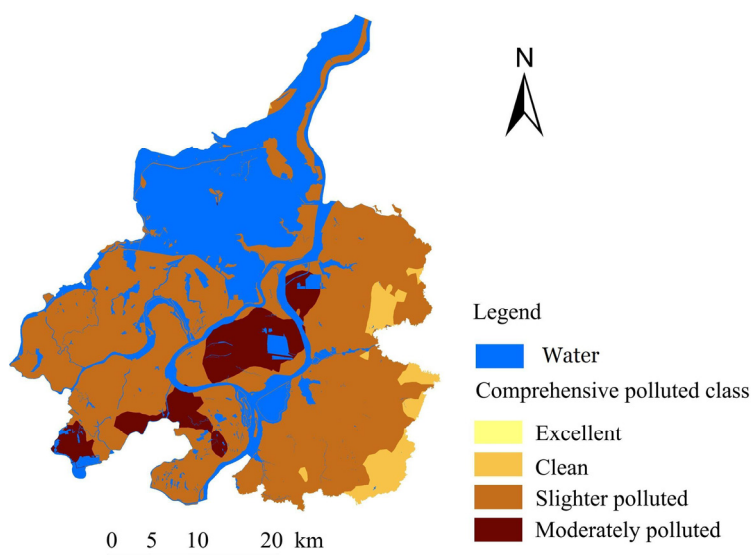 N
Legend
Water
Comprehensive polluted class
Excellent
Clean
Slighter polluted
Moderately polluted
0 5 10 20 km